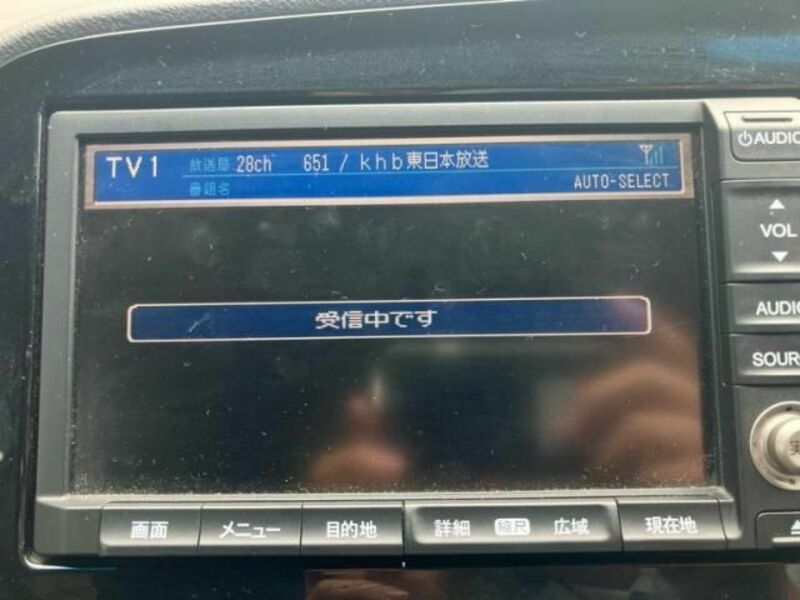 TV1 放送局 28ch 651 / khb東日本放送
番組名 AUTO-SELECT
受信中です
AUDIO
VOL
AUDIO
SOUR
画面 メニュー 目的地 詳細 縮尺 広域 現在地